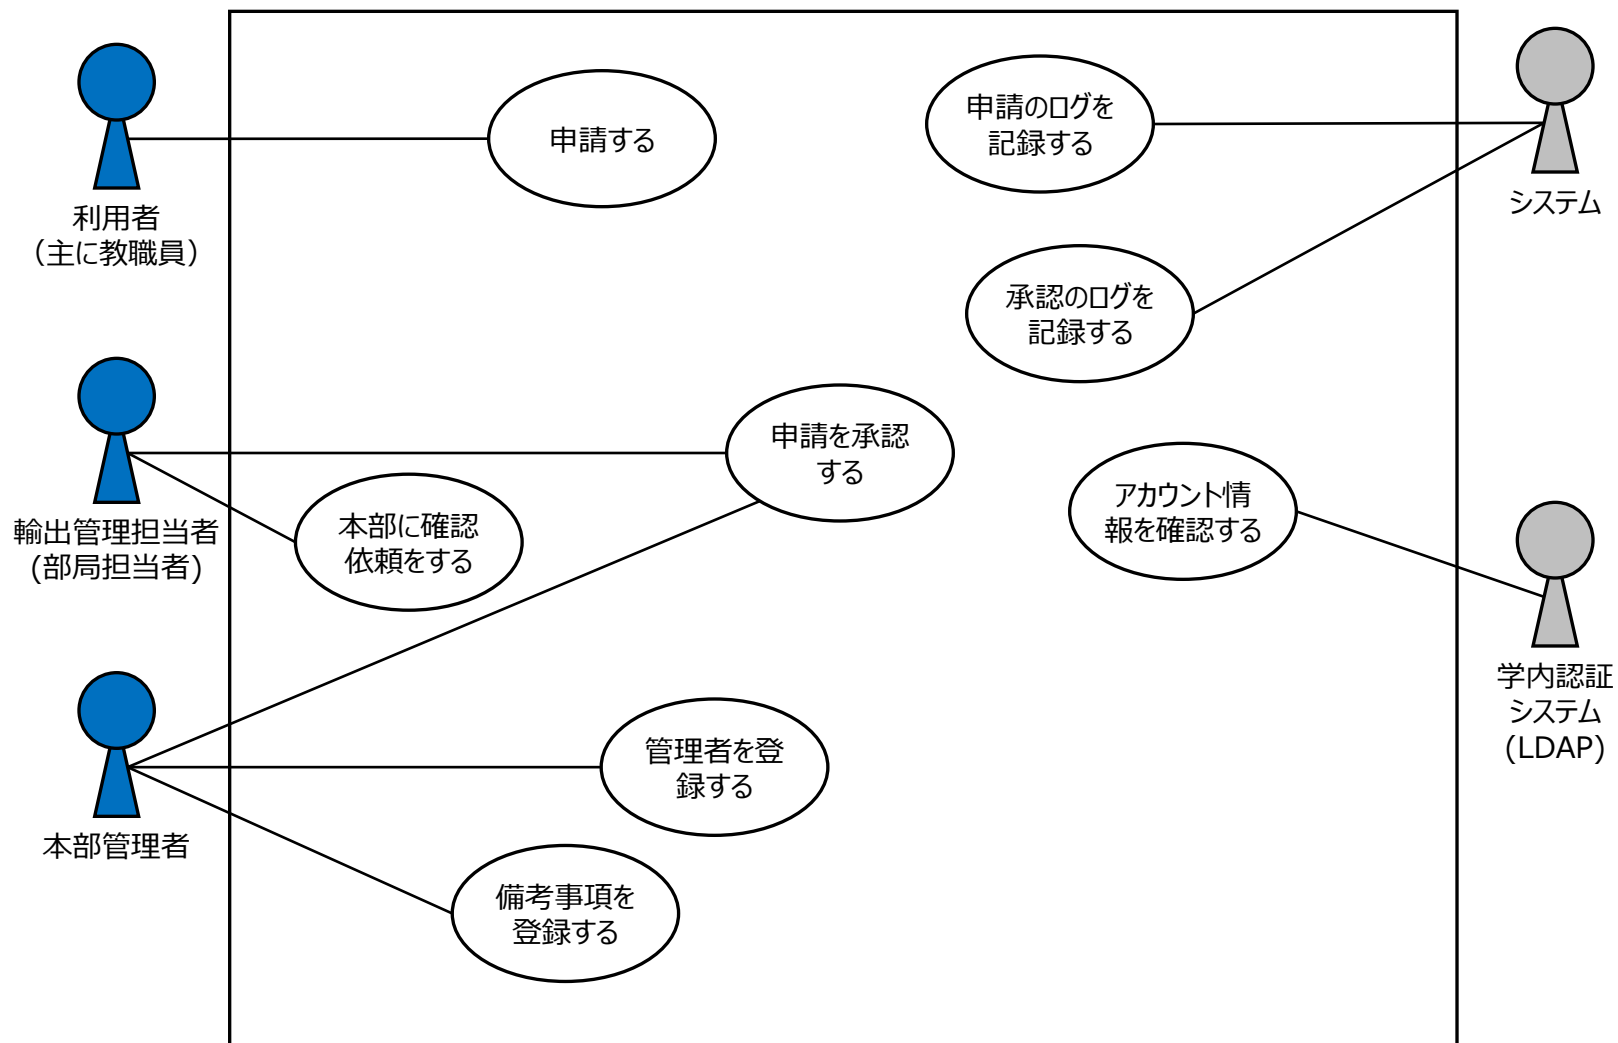 利用者
（主に教職員）
申請する
申請のログを
記録する
システム
承認のログを
記録する
輸出管理担当者
(部局担当者)
申請を承認
する
本部に確認
依頼をする
アカウント情
報を確認する
学内認証
システム
(LDAP)
本部管理者
管理者を登
録する
備考事項を
登録する